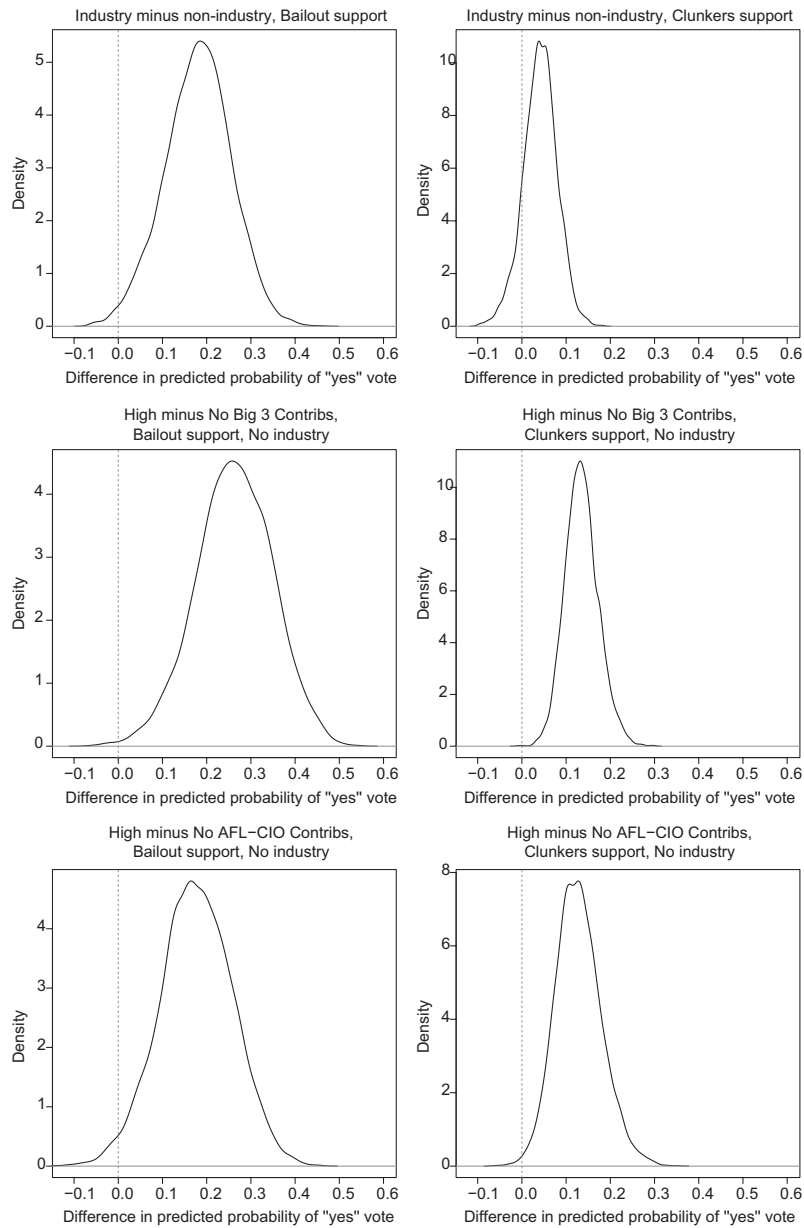 Industry minus non-industry, Bailout support
Density
5
4
3
2
1
0
−0.1 0.0 0.1 0.2 0.3 0.4 0.5 0.6
Difference in predicted probability of "yes" vote
Industry minus non-industry, Clunkers support
Density
10
8
6
4
2
0
−0.1 0.0 0.1 0.2 0.3 0.4 0.5 0.6
Difference in predicted probability of "yes" vote
High minus No Big 3 Contribs,
Bailout support, No industry
Density
4
3
2
1
0
−0.1 0.0 0.1 0.2 0.3 0.4 0.5 0.6
Difference in predicted probability of "yes" vote
High minus No Big 3 Contribs,
Clunkers support, No industry
Density
10
8
6
4
2
0
−0.1 0.0 0.1 0.2 0.3 0.4 0.5 0.6
Difference in predicted probability of "yes" vote
High minus No AFL−CIO Contribs,
Bailout support, No industry
Density
4
3
2
1
0
−0.1 0.0 0.1 0.2 0.3 0.4 0.5 0.6
Difference in predicted probability of "yes" vote
High minus No AFL−CIO Contribs,
Clunkers support, No industry
Density
8
6
4
2
0
−0.1 0.0 0.1 0.2 0.3 0.4 0.5 0.6
Difference in predicted probability of "yes" vote